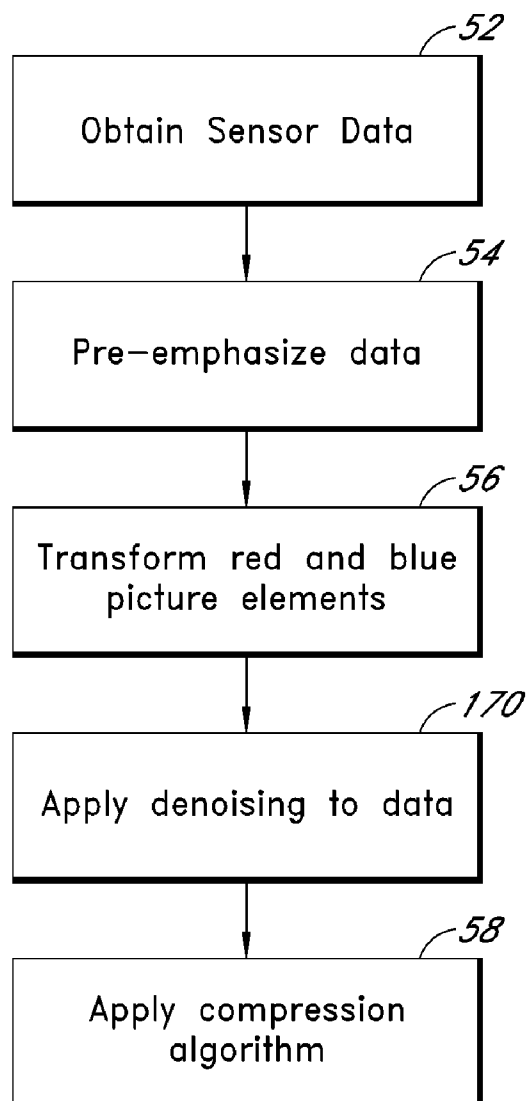 52
Obtain Sensor Data
54
Pre-emphasize data
56
Transform red and blue
picture elements
170
Apply denoising to data
58
Apply compression
algorithm